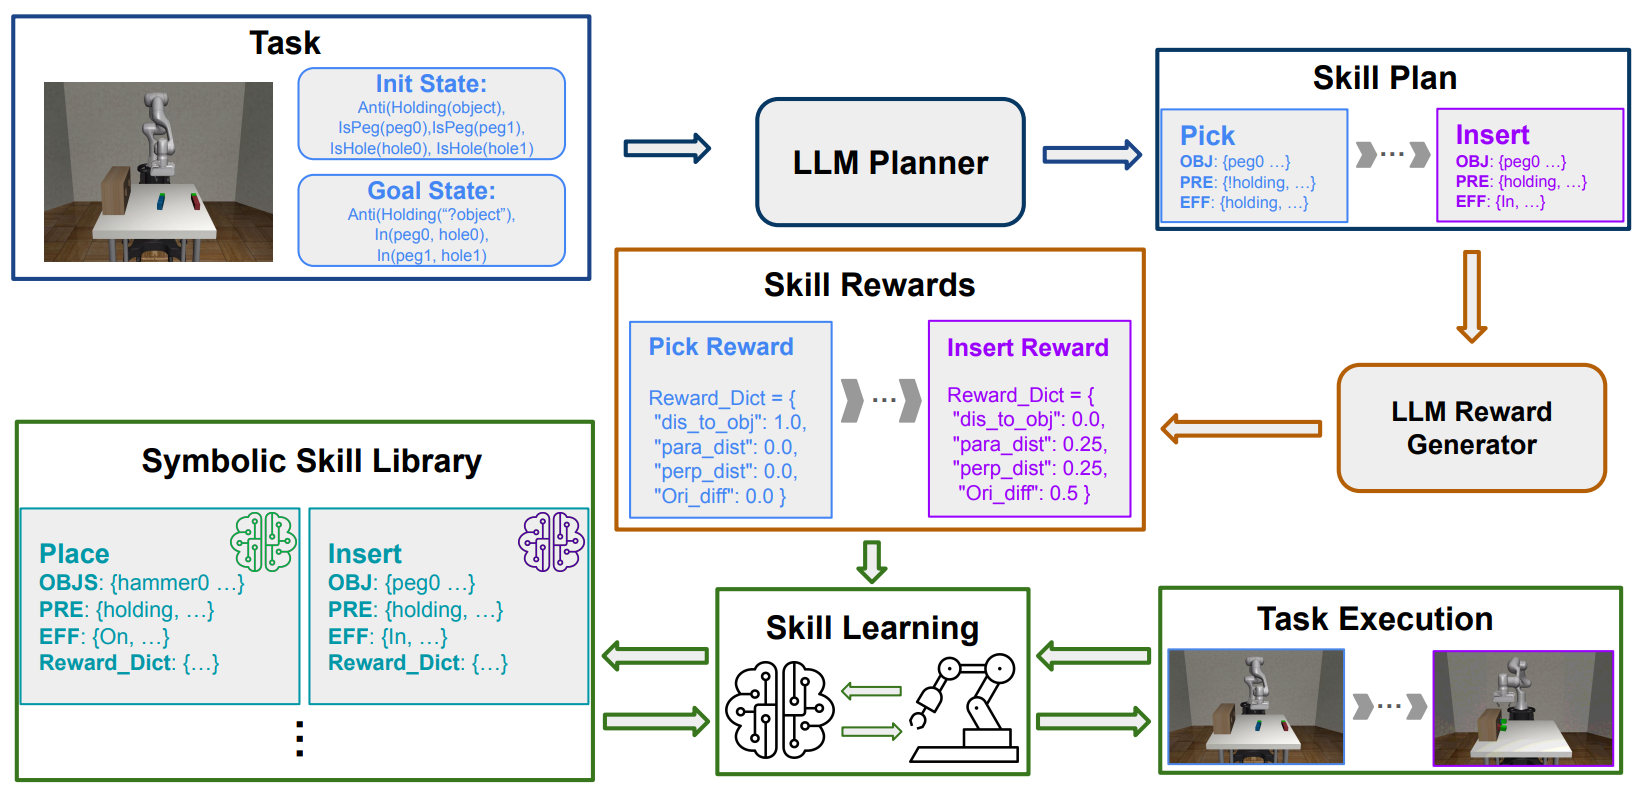 Task
Init State:
Anti(Holding(object),
IsPeg(peg0),IsPeg(peg1),
IsHole(hole0), IsHole(hole1)
Goal State:
Anti(Holding(“?object”),
In(peg0, hole0),
In(peg1, hole1)
LLM Planner
Skill Plan
Pick
OBJ: {peg0 …}
PRE: {!holding, …}
EFF: {holding, …}
...
Insert
OBJ: {peg0 …}
PRE: {holding, …}
EFF: {In, …}
LLM Reward
Generator
Skill Rewards
Pick Reward
Reward_Dict = {
"dis_to_obj": 1.0,
"para_dist": 0.0,
"perp_dist": 0.0,
"Ori_diff": 0.0 }
...
Insert Reward
Reward_Dict = {
"dis_to_obj": 0.0,
"para_dist": 0.25,
"perp_dist": 0.25,
"Ori_diff": 0.5 }
Symbolic Skill Library
Place
OBJS: {hammer0 …}
PRE: {holding, …}
EFF: {On, …}
Reward_Dict: {…}
Insert
OBJ: {peg0 …}
PRE: {holding, …}
EFF: {In, …}
Reward_Dict: {…}
Skill Learning
Task Execution
...